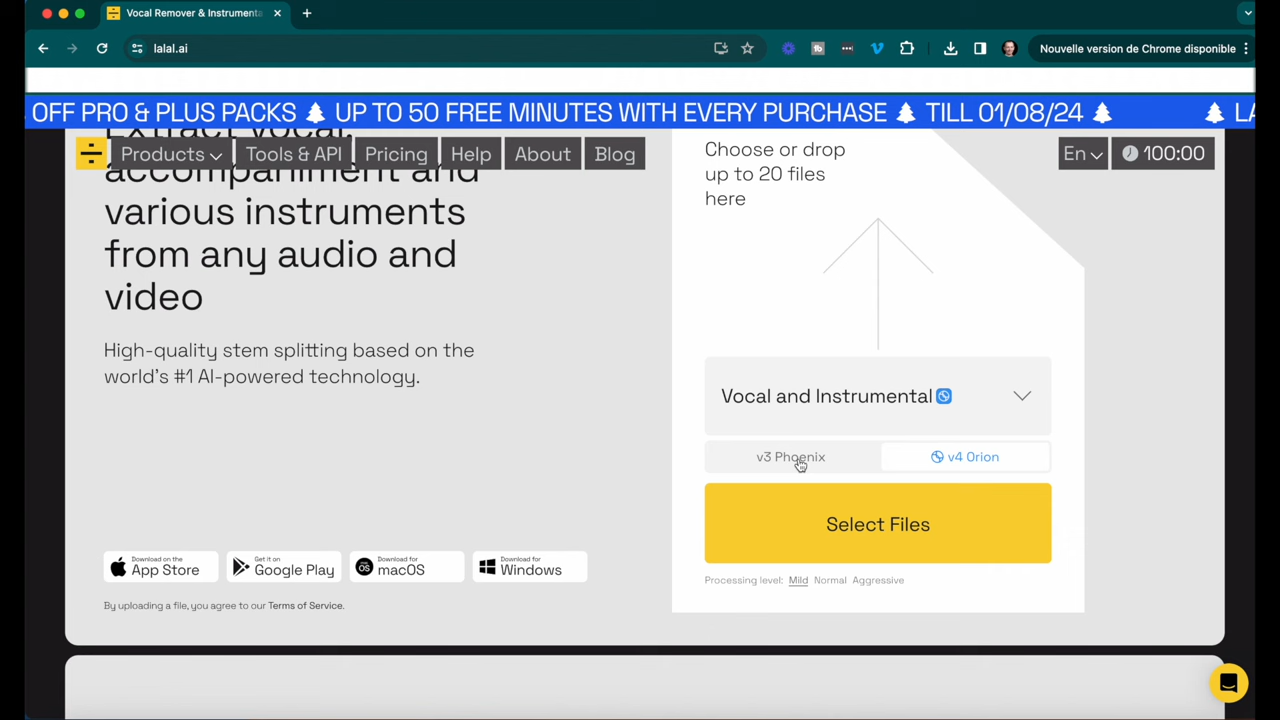 Vocal Remover & Instrumenta
lalal.ai
Nouvelle version de Chrome disponible
OFF PRO & PLUS PACKS 🌲 UP TO 50 FREE MINUTES WITH EVERY PURCHASE 🌲 TILL 01/08/24 🌲 🌲 LA
Products Tools & API Pricing Help About Blog
En 100:00
Extract vocal,
accompaniment and
various instruments
from any audio and
video
High-quality stem splitting based on the
world's #1 AI-powered technology.
Download on the
App Store
Get it on
Google Play
Download for
macOS
Download for
Windows
By uploading a file, you agree to our Terms of Service.
Choose or drop
up to 20 files
here
Vocal and Instrumental
v3 Phoenix
v4 Orion
Select Files
Processing level: Mild Normal Aggressive